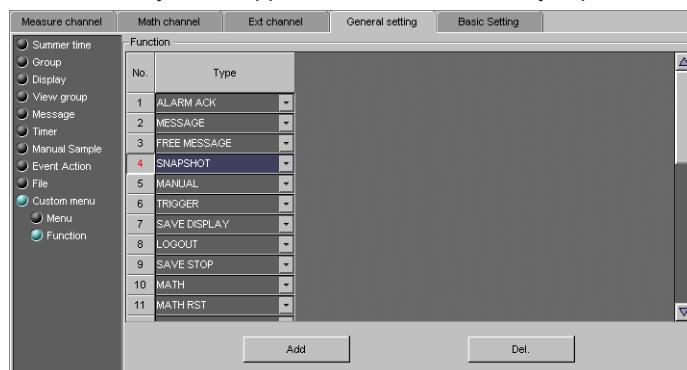 Measure channel
Math channel
Ext channel
General setting
Basic Setting
Summer time
Group
Display
View group
Message
Timer
Manual Sample
Event Action
File
Custom menu
Menu
Function
Function
No. Type
1 ALARM ACK
2 MESSAGE
3 FREE MESSAGE
4 SNAPSHOT
5 MANUAL
6 TRIGGER
7 SAVE DISPLAY
8 LOGOUT
9 SAVE STOP
10 MATH
11 MATH RST
Add
Del.